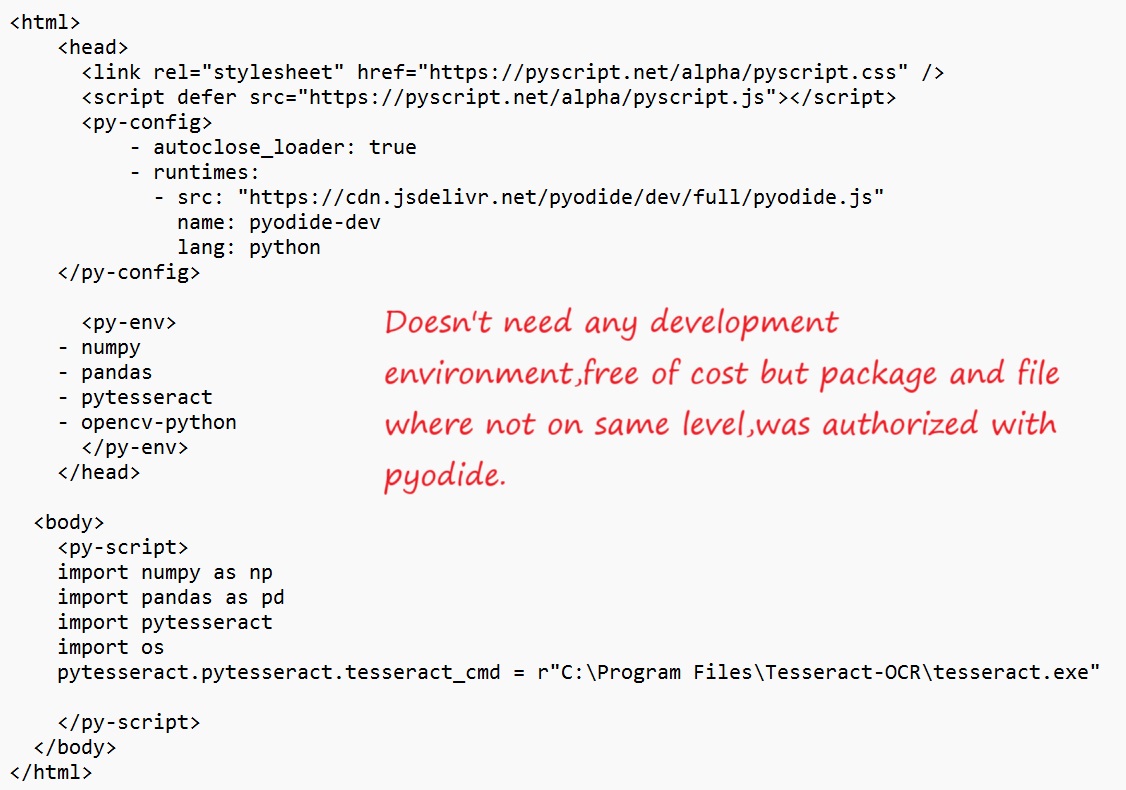 <html>
<head>
<link rel="stylesheet" href="https://pyscript.net/alpha/pyscript.css" />
<script defer src="https://pyscript.net/alpha/pyscript.js"></script>
<py-config>
- autoclose_loader: true
- runtimes:
- src: "https://cdn.jsdelivr.net/pyodide/dev/full/pyodide.js"
name: pyodide-dev
lang: python
</py-config>
<py-env>
- numpy
- pandas
- pytesseract
- opencv-python
</py-env>
</head>
Doesn't need any development
environment,free of cost but package and file
where not on same level,was authorized with
pyodide.
<body>
<py-script>
import numpy as np
import pandas as pd
import pytesseract
import os
pytesseract.pytesseract.tesseract_cmd = r"C:\Program Files\Tesseract-OCR\tesseract.exe"
</py-script>
</body>
</html>